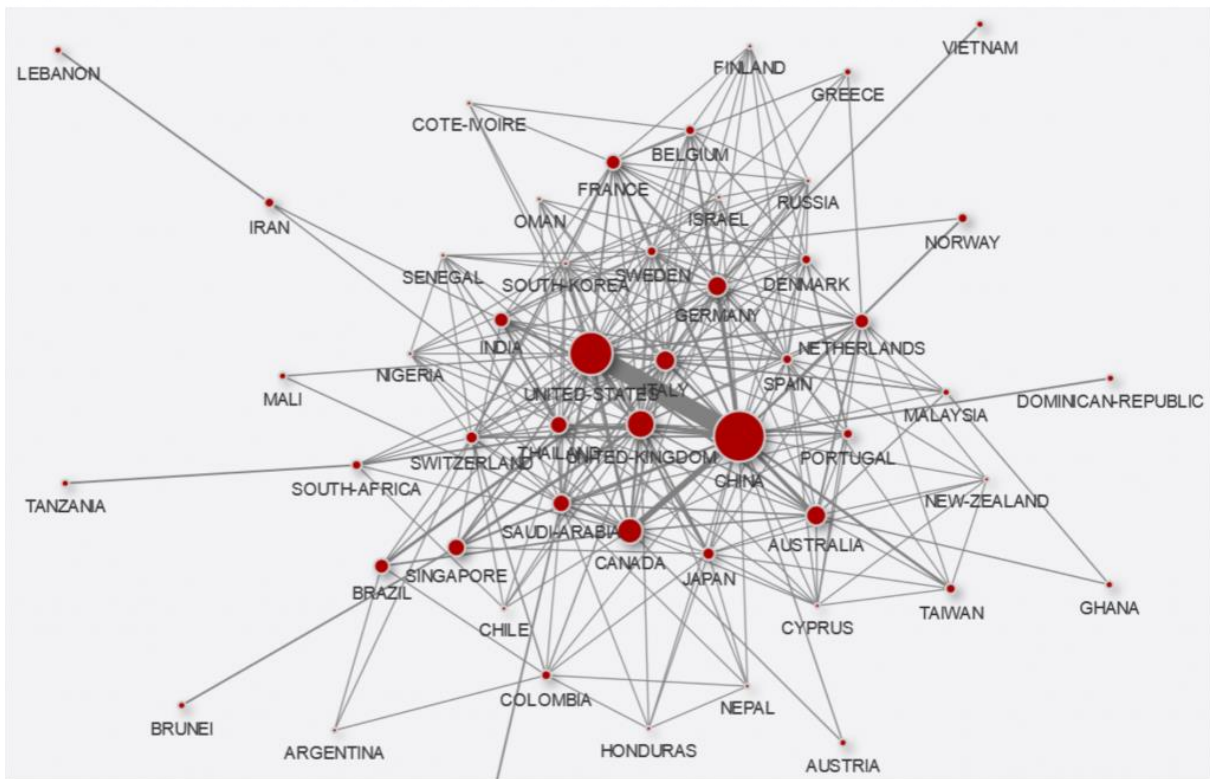 VIETNAM
LEBANON
FINLAND
GREECE
COTE-IVOIRE
BELGIUM
FRANCE
RUSSIA
OMAN
ISRAEL
IRAN
NORWAY
SENEGAL
SOUTH-KOREA
SWEDEN
DENMARK
GERMANY
INDIA
NETHERLANDS
NIGERIA
UNITED-STATES
ITALY
SPAIN
MALI
MALAYSIA
DOMINICAN-REPUBLIC
SWITZERLAND
THAILAND
UNITED-KINGDOM
PORTUGAL
SOUTH-AFRICA
CHINA
TANZANIA
NEW-ZEALAND
SAUDI-ARABIA
AUSTRALIA
SINGAPORE
CANADA
JAPAN
BRAZIL
TAIWAN
GHANA
CHILE
CYPRUS
COLOMBIA
NEPAL
BRUNEI
ARGENTINA
HONDURAS
AUSTRIA